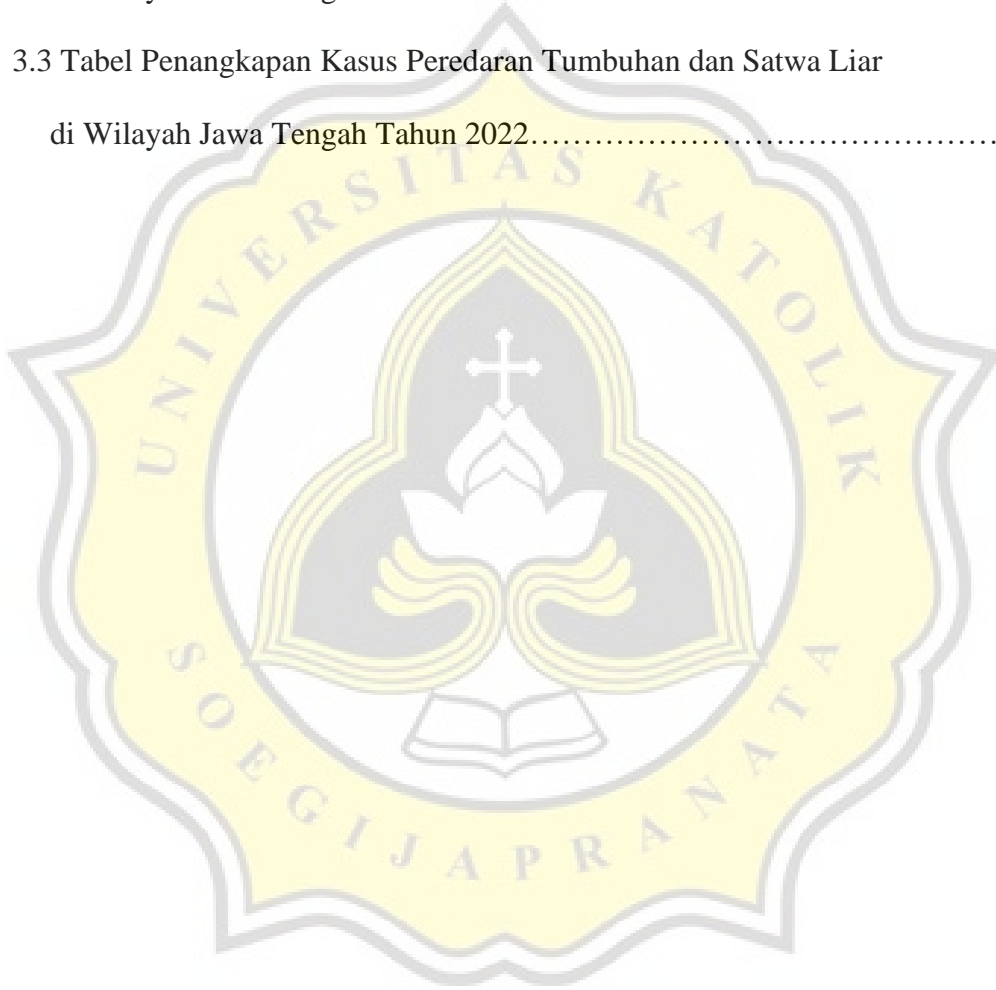 3.3 Tabel Penangkapan Kasus Peredaran Tumbuhan dan Satwa Liar
di Wilayah Jawa Tengah Tahun 2022…………………………………………
UNIVERSITAS KATOLIK
SOEGIJAPRANATA